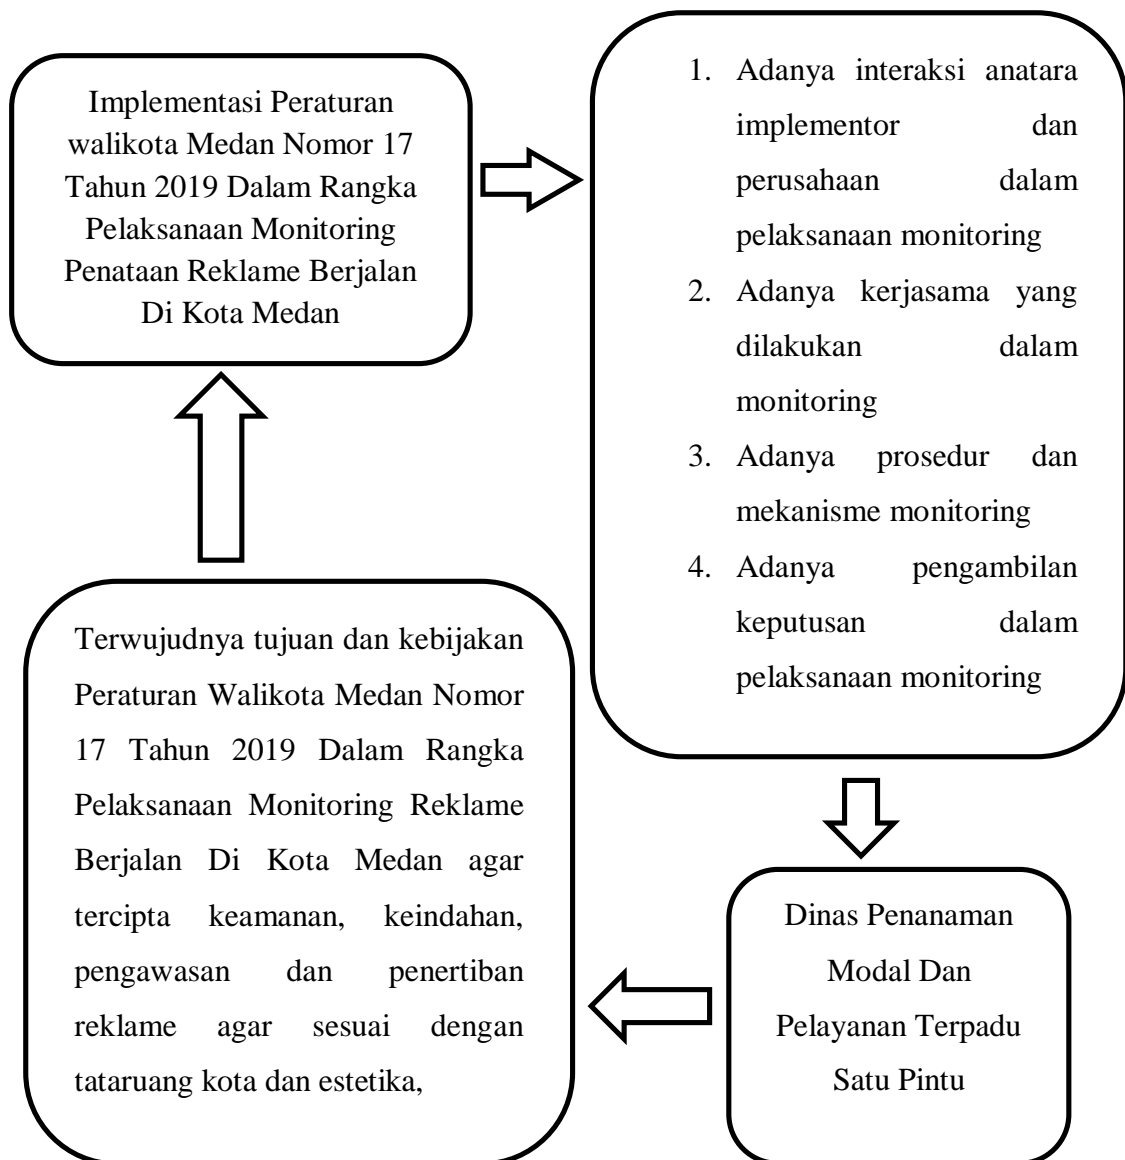 Implementasi Peraturan
walikota Medan Nomor 17
Tahun 2019 Dalam Rangka
Pelaksanaan Monitoring
Penataan Reklame Berjalan
Di Kota Medan
1. Adanya interaksi anatara
implementor dan
perusahaan dalam
pelaksanaan monitoring
2. Adanya kerjasama yang
dilakukan dalam
monitoring
3. Adanya prosedur dan
mekanisme monitoring
4. Adanya pengambilan
keputusan dalam
pelaksanaan monitoring
Dinas Penanaman
Modal Dan
Pelayanan Terpadu
Satu Pintu
Terwujudnya tujuan dan kebijakan
Peraturan Walikota Medan Nomor
17 Tahun 2019 Dalam Rangka
Pelaksanaan Monitoring Reklame
Berjalan Di Kota Medan agar
tercipta keamanan, keindahan,
pengawasan dan penertiban
reklame agar sesuai dengan
tataruang kota dan estetika,